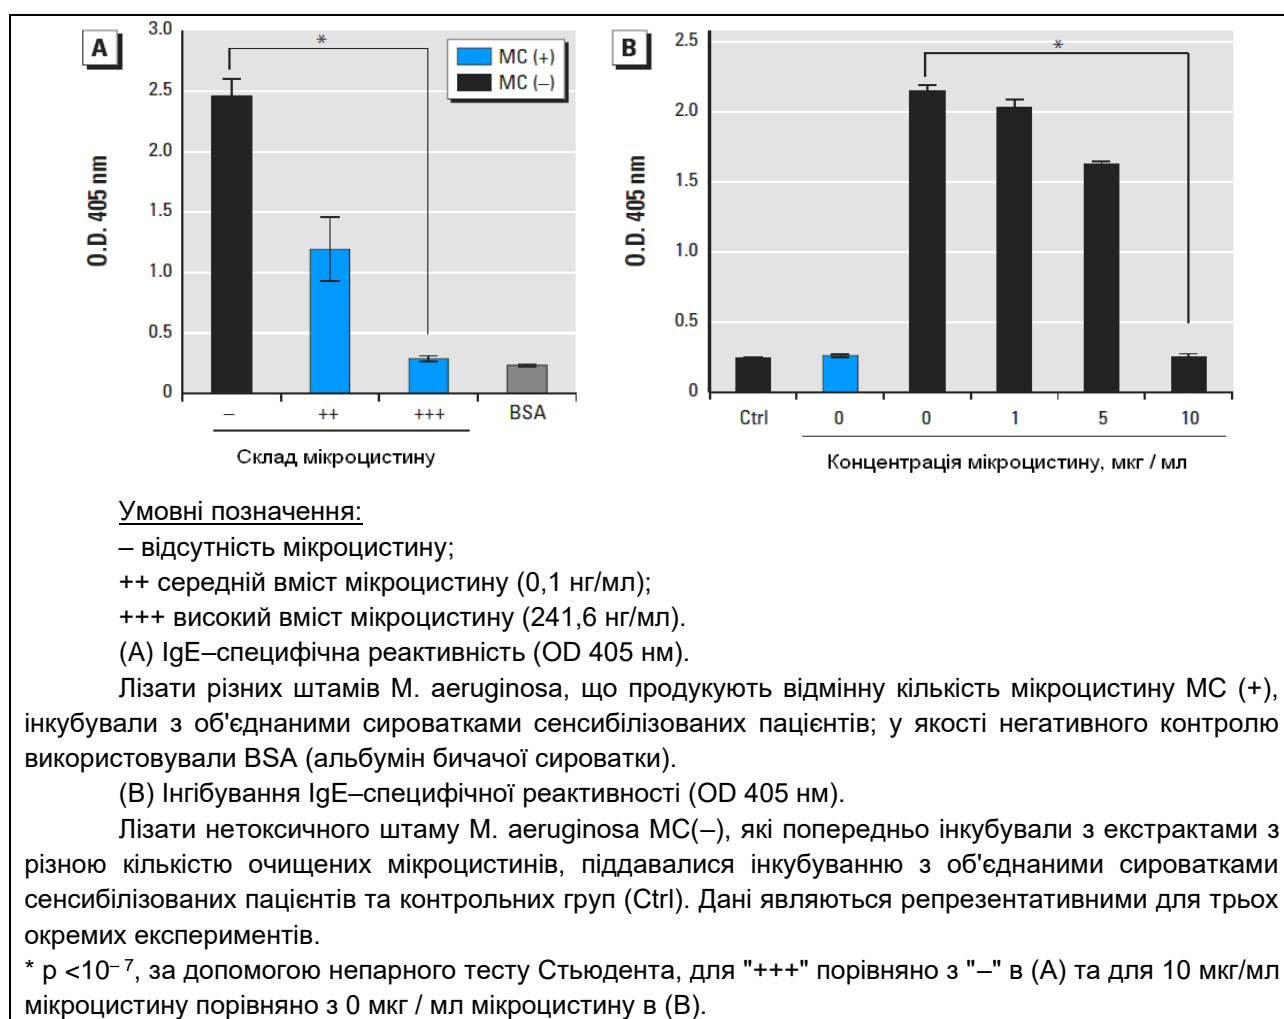 A
3.0
2.5
2.0
1.5
1.0
0.5
0
O.D. 405 nm
*
MC (+)
MC (–)
– ++ +++ BSA
Склад мікроцистину
B
2.5
2.0
1.5
1.0
0.5
0
O.D. 405 nm
*
Ctrl 0 0 1 5 10
Концентрація мікроцистину, мкг / мл
Умовні позначення:
– відсутність мікроцистину;
++ середній вміст мікроцистину (0,1 нг/мл);
+++ високий вміст мікроцистину (241,6 нг/мл).
(А) IgE–специфічна реактивність (OD 405 нм).
Лізати різних штамів M. aeruginosa, що продукують відмінну кількість мікроцистину МС (+),
інкубували з об'єднаними сироватками сенсибілізованих пацієнтів; у якості негативного контролю
використовували BSA (альбумін бичачої сироватки).
(В) Інгібування IgE–специфічної реактивності (OD 405 нм).
Лізати нетоксичного штаму M. aeruginosa МС(–), які попередньо інкубували з екстрактами з
різною кількістю очищених мікроцистинів, піддавалися інкубуванню з об'єднаними сироватками
сенсибілізованих пацієнтів та контрольних груп (Ctrl). Дані являються репрезентативними для трьох
окремих експериментів.
* p <10– 7, за допомогою непарного тесту Стьюдента, для "+++" порівняно з "–" в (А) та для 10 мкг/мл
мікроцистину порівняно з 0 мкг / мл мікроцистину в (В).